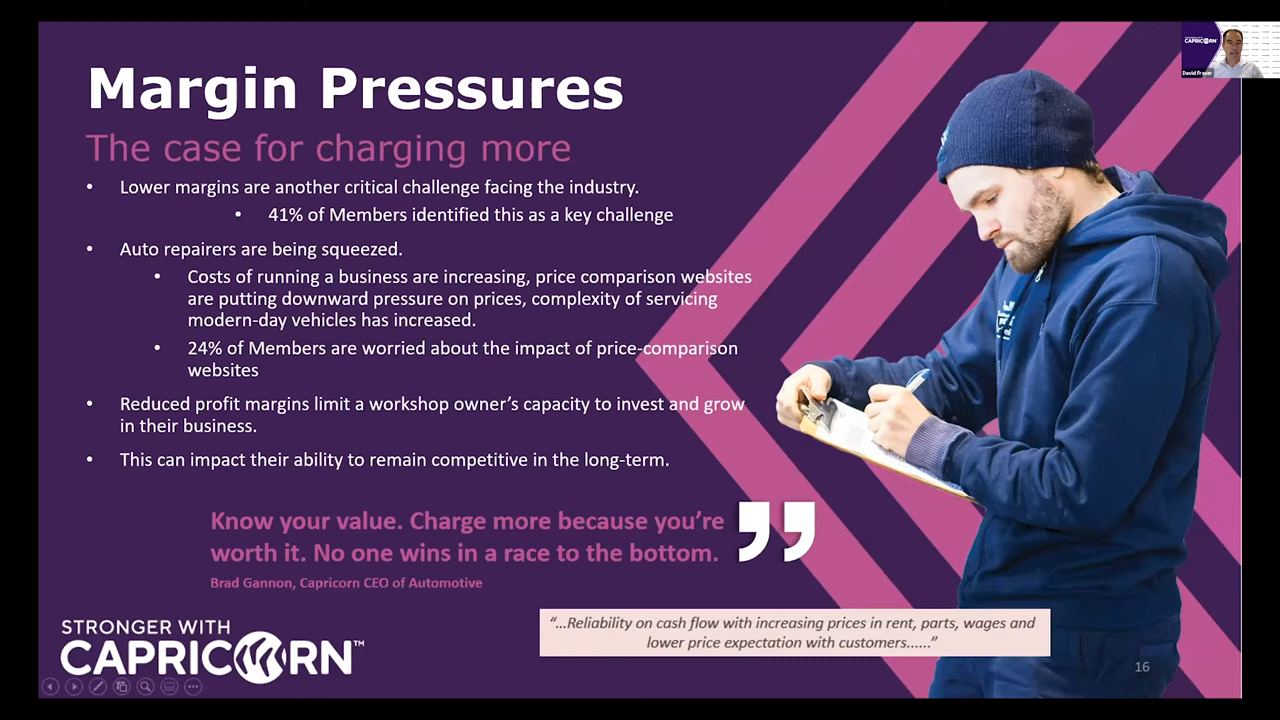 Margin Pressures
The case for charging more
• Lower margins are another critical challenge facing the industry.
• 41% of Members identified this as a key challenge
• Auto repairers are being squeezed.
• Costs of running a business are increasing, price comparison websites
are putting downward pressure on prices, complexity of servicing
modern-day vehicles has increased.
• 24% of Members are worried about the impact of price-comparison
websites
• Reduced profit margins limit a workshop owner’s capacity to invest and grow
in their business.
• This can impact their ability to remain competitive in the long-term.
Know your value. Charge more because you’re
worth it. No one wins in a race to the bottom.
”
Brad Gannon, Capricorn CEO of Automotive
“...Reliability on cash flow with increasing prices in rent, parts, wages and
lower price expectation with customers......”
STRONGER WITH
CAPRICORN™
16
CAPRICORN
David Fraser